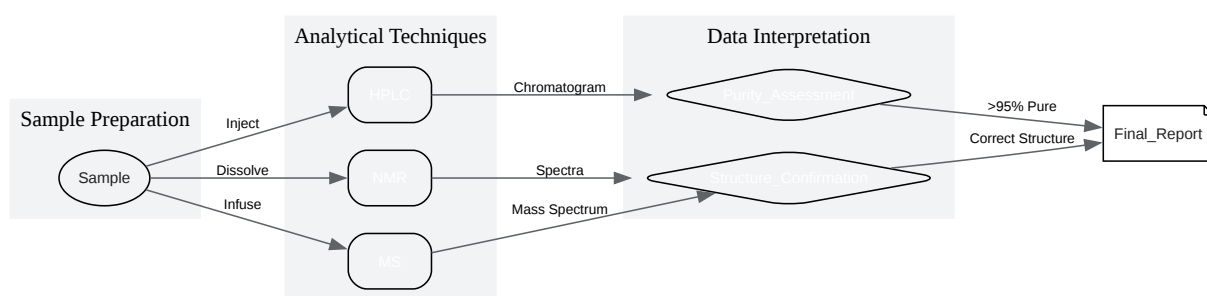 Sample Preparation
Sample
Inject
Dissolve
Infuse
Analytical Techniques
HPLC
NMR
MS
Chromatogram
Spectra
Mass Spectrum
Data Interpretation
Purity_Assessment
Structure_Confirmation
>95% Pure
Correct Structure
Final_Report